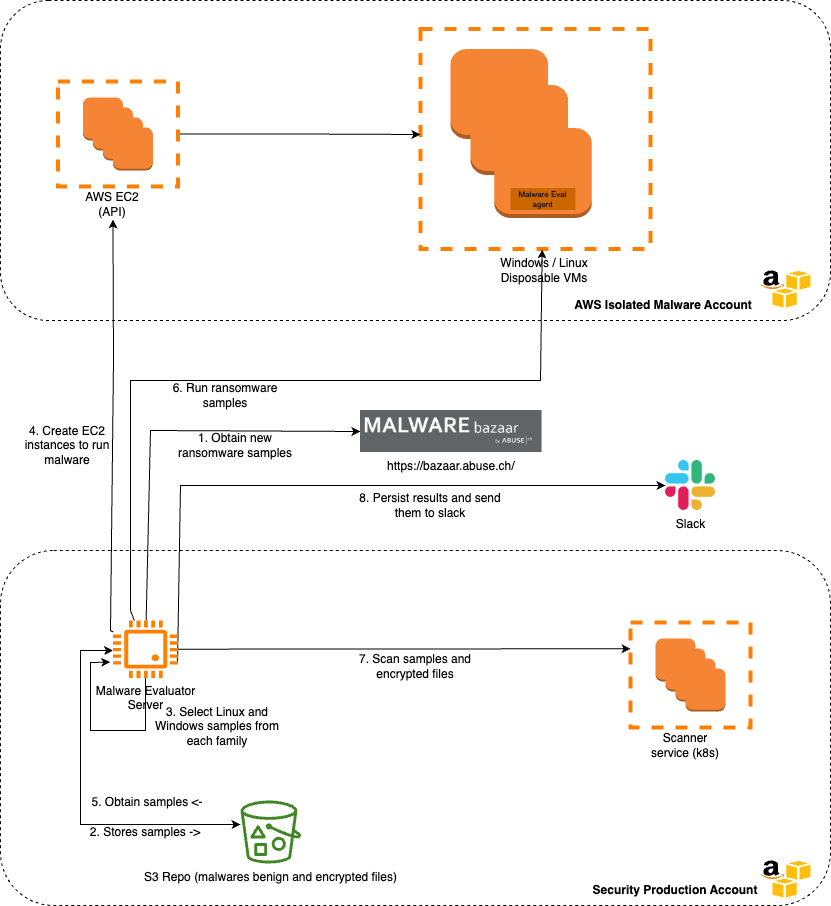 Malware Eval
agent
AWS EC2
(API)
Windows / Linux
Disposable VMs
a
AWS Isolated Malware Account
6. Run ransomware
samples
4. Create EC2
instances to run
malware
1. Obtain new
ransomware samples
MALWARE bazaar
by ABUSE|ch
https://bazaar.abuse.ch/
8. Persist results and send
them to slack
Slack
7. Scan samples and
encrypted files
Malware Evaluator
Server
3. Select Linux and
Windows samples from
each family
Scanner
service (k8s)
5. Obtain samples <-
2. Stores samples ->
S3 Repo (malwares benign and encrypted files)
a
Security Production Account